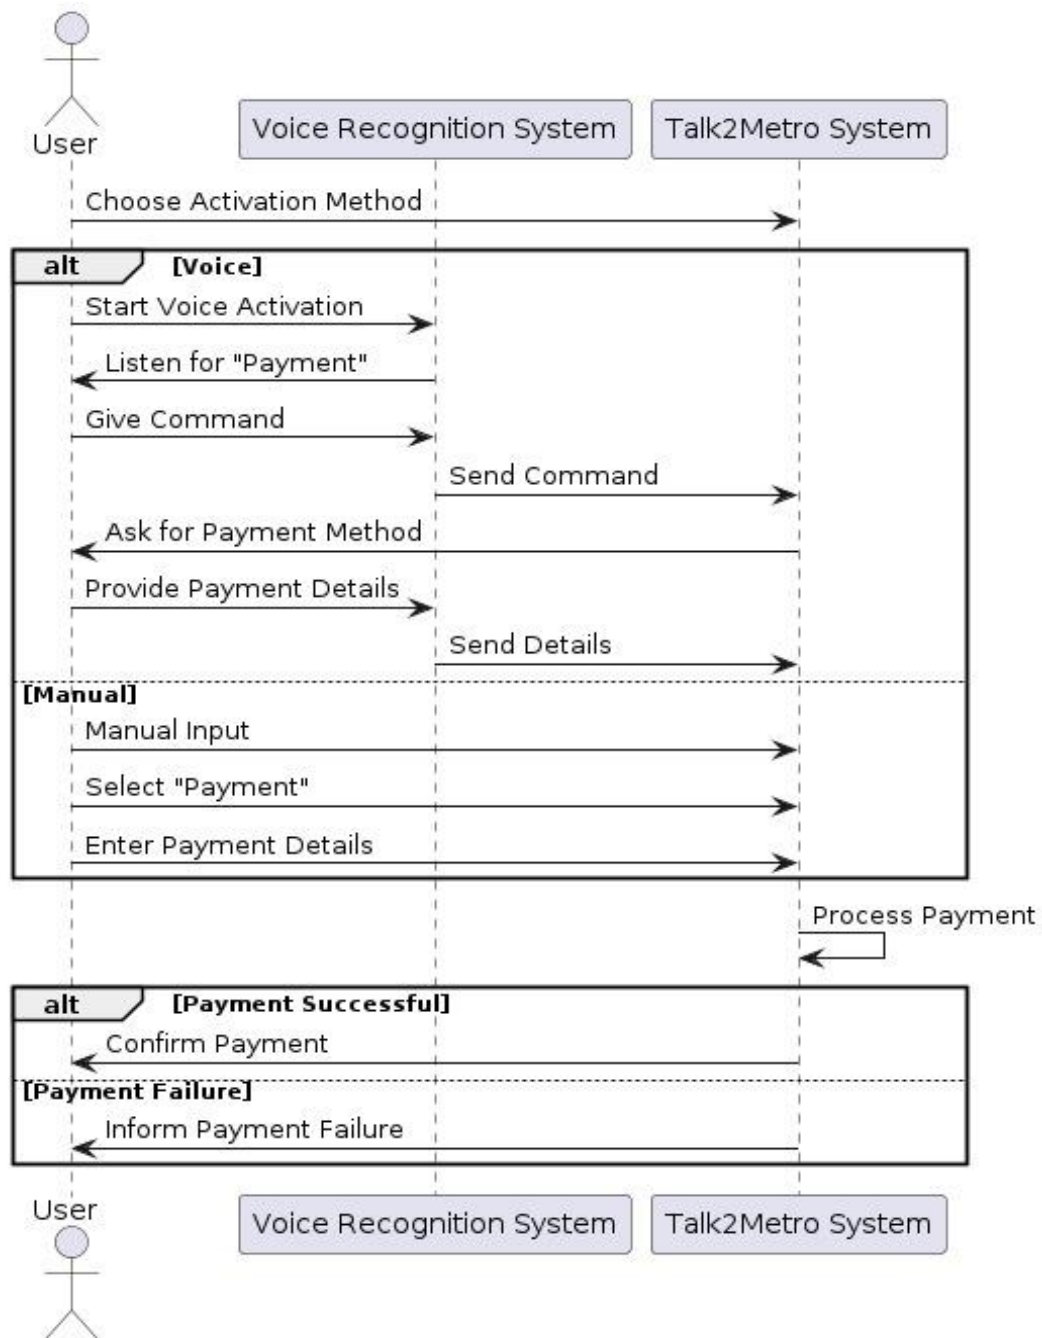 User
Voice Recognition System
Talk2Metro System
Choose Activation Method
alt [Voice]
Start Voice Activation
Listen for "Payment"
Give Command
Send Command
Ask for Payment Method
Provide Payment Details
Send Details
[Manual]
Manual Input
Select "Payment"
Enter Payment Details
Process Payment
alt [Payment Successful]
Confirm Payment
[Payment Failure]
Inform Payment Failure
User
Voice Recognition System
Talk2Metro System